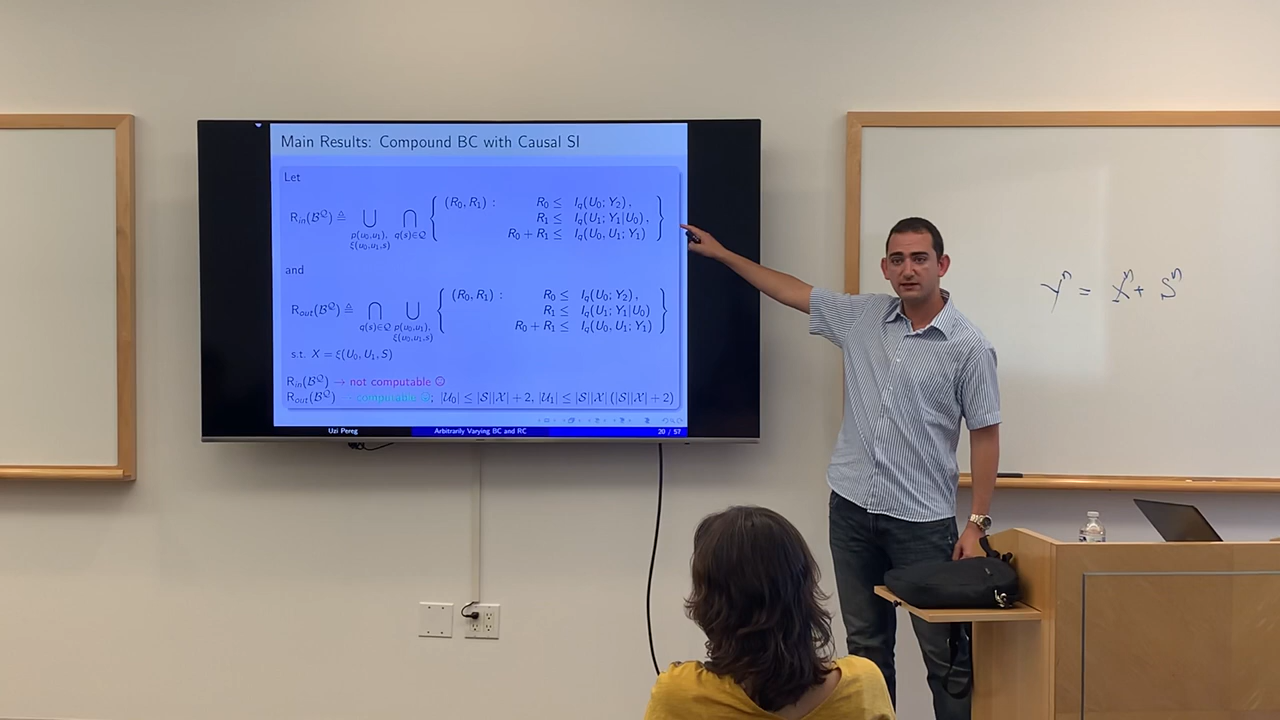 Main Results: Compound BC with Causal SI
Let
R_in(B^Q) ≜ ⋃_{p(u₀,u₁), ξ(u₀,u₁,s)} ⋂_{q(s)∈Q} { (R₀, R₁) : R₀ ≤ I_q(U₀; Y₂),
R₁ ≤ I_q(U₁; Y₁|U₀),
R₀ + R₁ ≤ I_q(U₀, U₁; Y₁) }
and
R_out(B^Q) ≜ ⋂_{q(s)∈Q} ⋃_{p(u₀,u₁), ξ(u₀,u₁,s)} { (R₀, R₁) : R₀ ≤ I_q(U₀; Y₂),
R₁ ≤ I_q(U₁; Y₁|U₀)
R₀ + R₁ ≤ I_q(U₀, U₁; Y₁) }
s.t. X = ξ(U₀, U₁, S)
R_in(B^Q) → not computable ☹
R_out(B^Q) → computable ☺; |U₀| ≤ |S||X| + 2, |U₁| ≤ |S||X|(|S||X| + 2)
Uzi Pereg Arbitrarily Varying BC and RC 20 / 57
Yⁿ = Xⁿ + Sⁿ